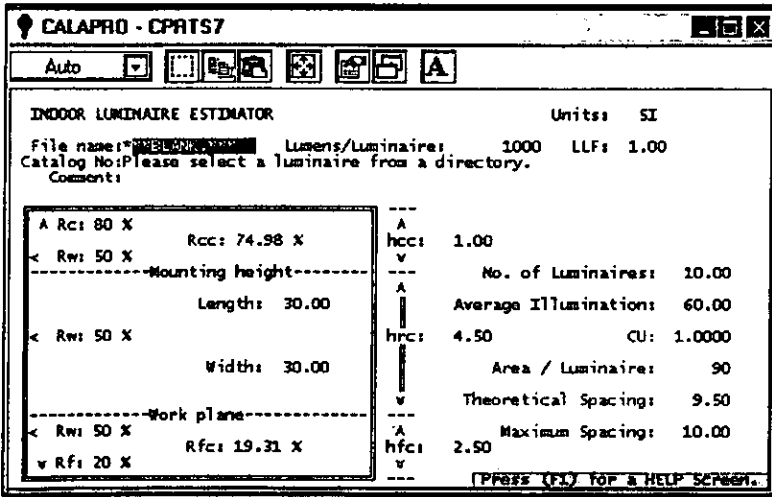 CALAPRO - CPATS7
Auto
A
INDOOR LUMINAIRE ESTIMATOR Units: SI
File name:***BLANK.**** Lumens/Luminaire: 1000 LLF: 1.00
Catalog No:Please select a luminaire from a directory.
Comment:
Rc: 80 %
Rcc: 74.98 % hcc: 1.00
< Rw: 50 %
Mounting height No. of Luminaires: 10.00
Length: 30.00 Average Illumination: 60.00
< Rw: 50 % hrc: 4.50 CU: 1.0000
Width: 30.00 Area / Luminaire: 90
Theoretical Spacing: 9.50
Work plane
< Rw: 50 % Maximum Spacing: 10.00
Rfc: 19.31 % hfc: 2.50
v Rf: 20 %
Press (F1) for a HELP Screen.